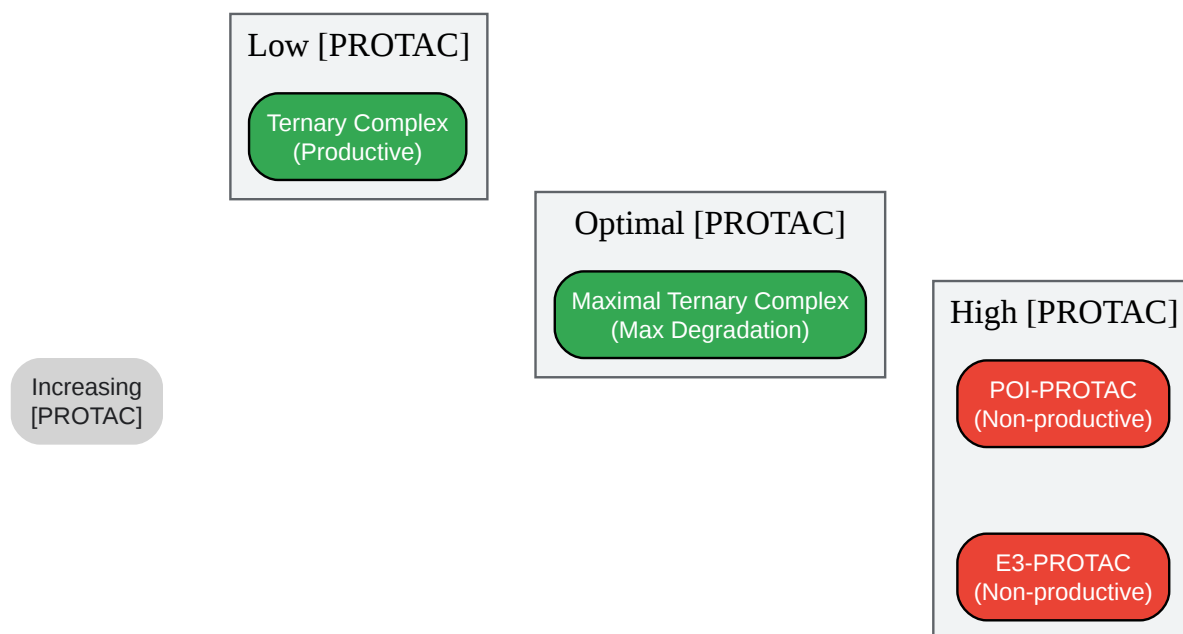 Low [PROTAC]
Ternary Complex
(Productive)
Optimal [PROTAC]
Maximal Ternary Complex
(Max Degradation)
High [PROTAC]
Increasing
[PROTAC]
POI-PROTAC
(Non-productive)
E3-PROTAC
(Non-productive)